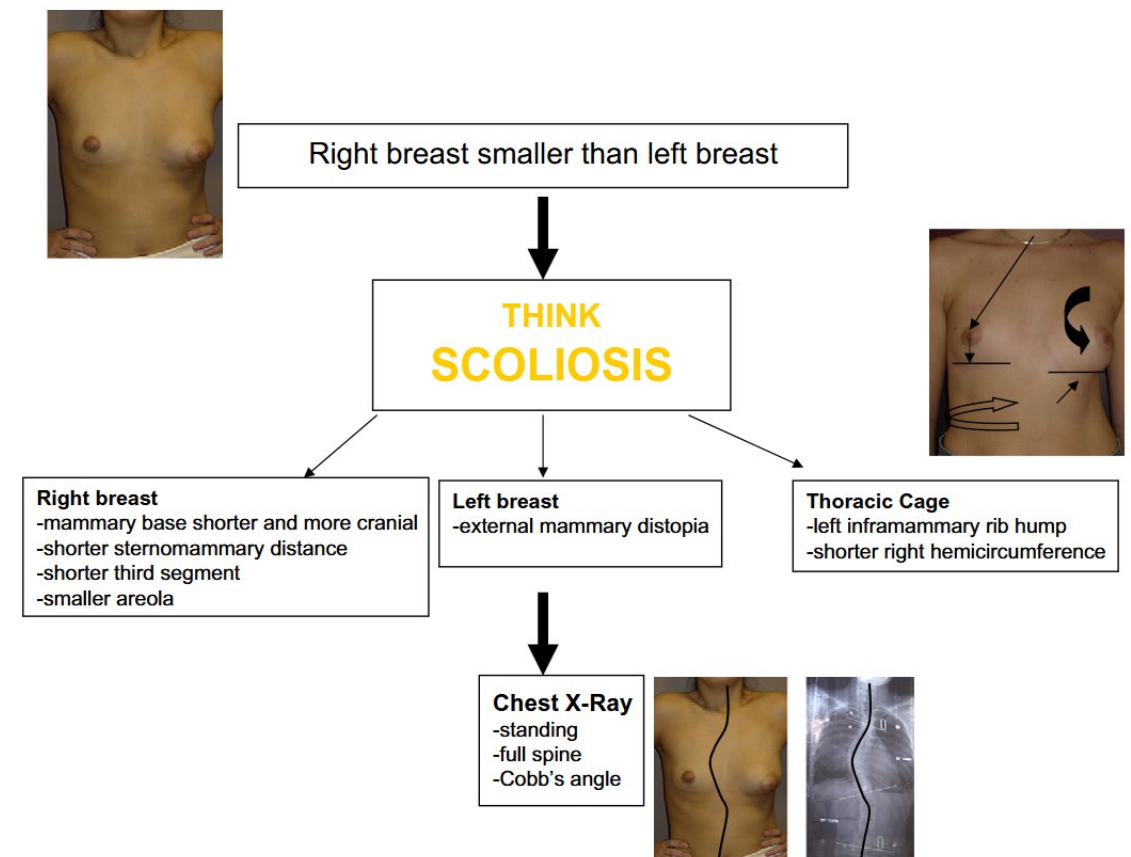 Right breast smaller than left breast
THINK
SCOLIOSIS
Right breast
-mammary base shorter and more cranial
-shorter sternomammary distance
-shorter third segment
-smaller areola
Left breast
-external mammary distopia
Thoracic Cage
-left inframammary rib hump
-shorter right hemicircumference
Chest X-Ray
-standing
-full spine
-Cobb's angle